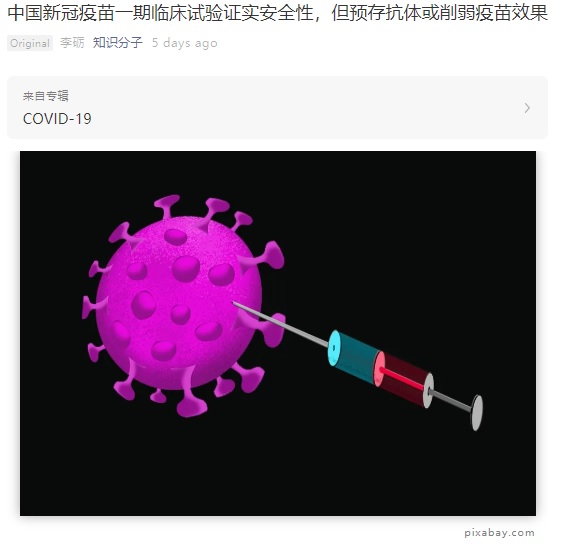 中国新冠疫苗一期临床试验证实安全性，但预存抗体或削弱疫苗效果
Original 李砺 知识分子 5 days ago
来自专辑
COVID-19
pixabay.com